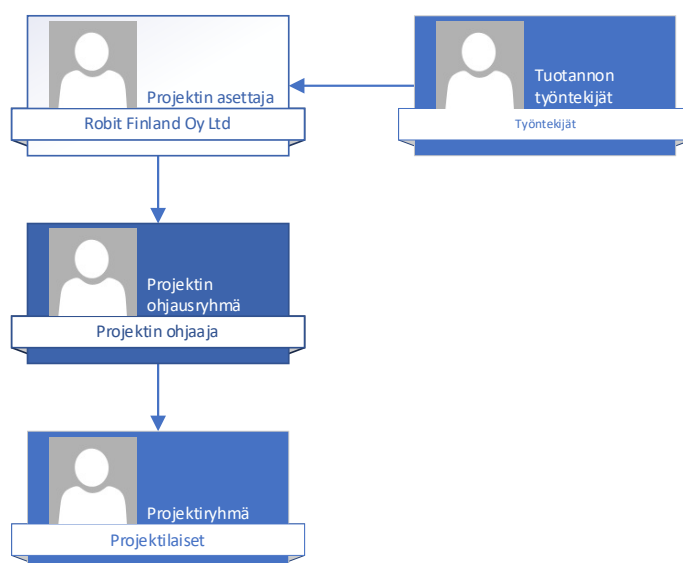 Projektin asettaja
Robit Finland Oy Ltd
Tuotannon
työntekijät
Työntekijät
Projektin
ohjausryhmä
Projektin ohjaaja
Projektiryhmä
Projektilaiset